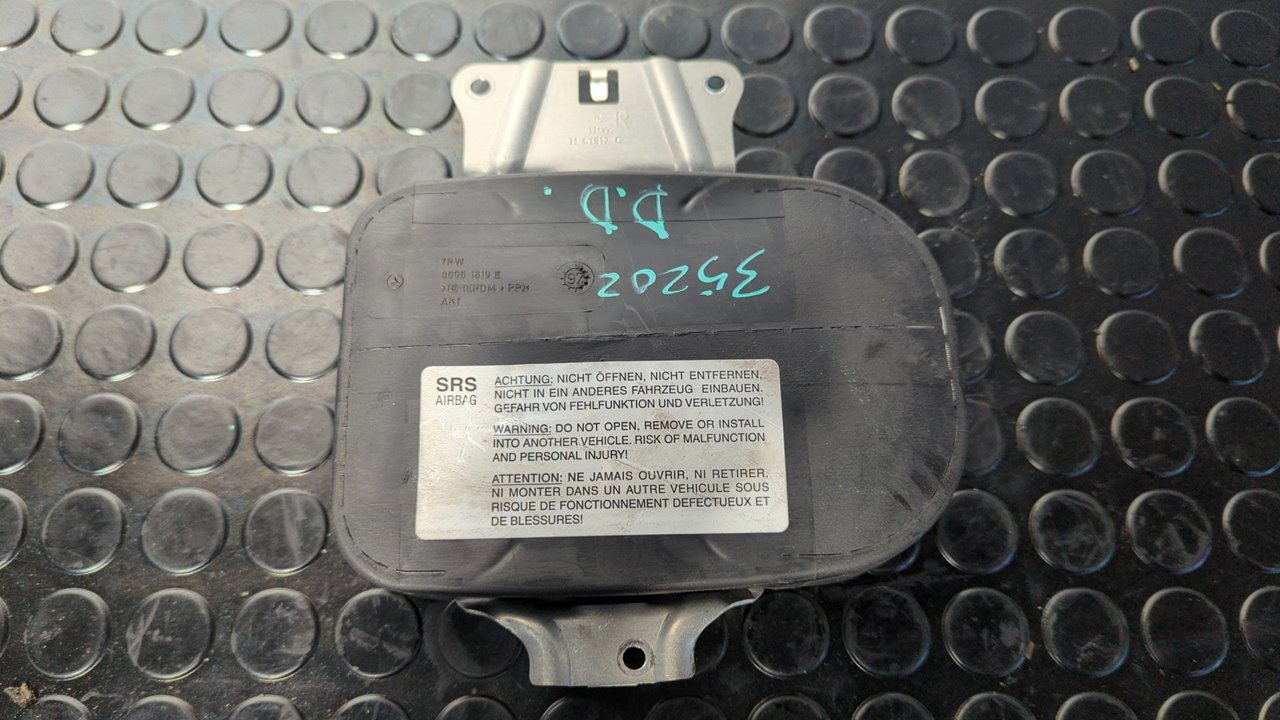 R
D.D.
35202
TRW
97
AKT
SRS
AIRBAG
ACHTUNG: NICHT ÖFFNEN, NICHT ENTFERNEN,
NICHT IN EIN ANDERES FAHRZEUG EINBAUEN.
GEFAHR VON FEHLFUNKTION UND VERLETZUNG!
WARNING: DO NOT OPEN, REMOVE OR INSTALL
INTO ANOTHER VEHICLE. RISK OF MALFUNCTION
AND PERSONAL INJURY!
ATTENTION: NE JAMAIS OUVRIR, NI RETIRER,
NI MONTER DANS UN AUTRE VEHICULE SOUS
RISQUE DE FONCTIONNEMENT DEFECTUEUX ET
DE BLESSURES!